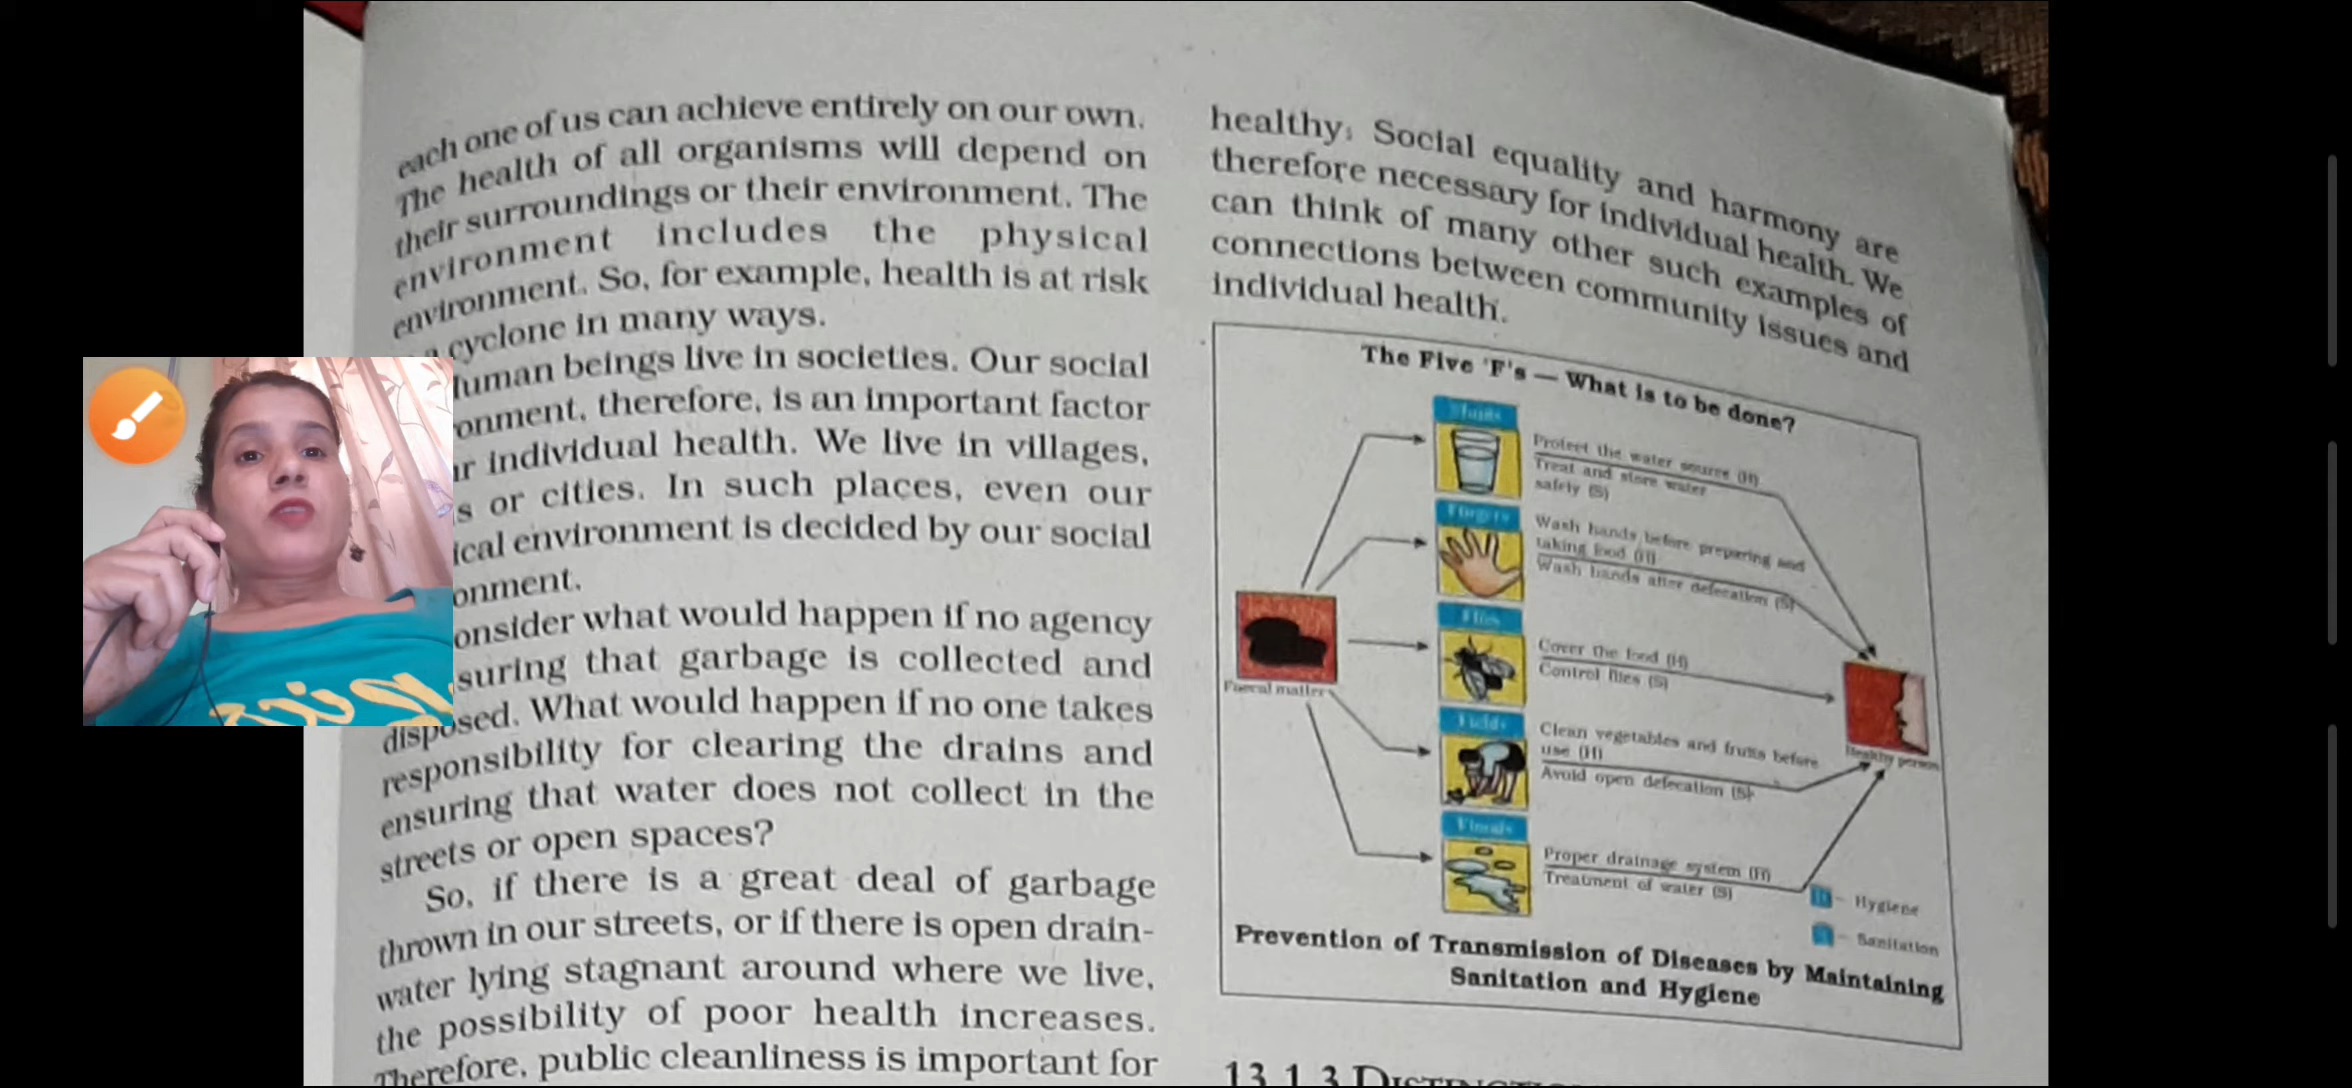 each one of us can achieve entirely on our own.
The health of all organisms will depend on
their surroundings or their environment. The
environment includes the physical
environment. So, for example, health is at risk
cyclone in many ways.
uman beings live in societies. Our social
onment, therefore, is an important factor
r individual health. We live in villages,
s or cities. In such places, even our
ical environment is decided by our social
onment.
onsider what would happen if no agency
suring that garbage is collected and
disposed. What would happen if no one takes
responsibility for clearing the drains and
ensuring that water does not collect in the
streets or open spaces?
So, if there is a great deal of garbage
thrown in our streets, or if there is open drain-
water lying stagnant around where we live,
the possibility of poor health increases.
Therefore, public cleanliness is important for
healthy. Social equality and harmony are
therefore necessary for individual health. We
can think of many other such examples of
connections between community issues and
individual health.
The Five 'F's — What is to be done?
Fluids
Protect the water source (H)
Treat and store water
safely (S)
Fingers
Wash hands before preparing and
taking food (H)
Wash hands after defecation (S)
Flies
Cover the food (H)
Control flies (S)
Faecal matter
Fields
Clean vegetables and fruits before
use (H)
Avoid open defecation (S)
Healthy person
Proper drainage system (H)
Treatment of water (S)
H – Hygiene
– Sanitation
Prevention of Transmission of Diseases by Maintaining
Sanitation and Hygiene
13.1.3